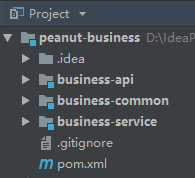 Project
peanut-business D:\IdeaP
.idea
business-api
business-common
business-service
.gitignore
pom.xml